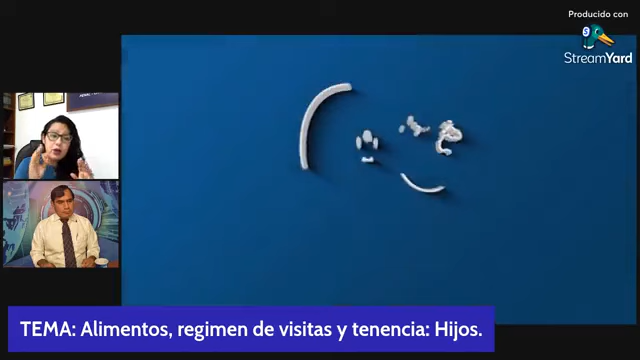 Producido con
StreamYard
TEMA: Alimentos, regimen de visitas y tenencia: Hijos.